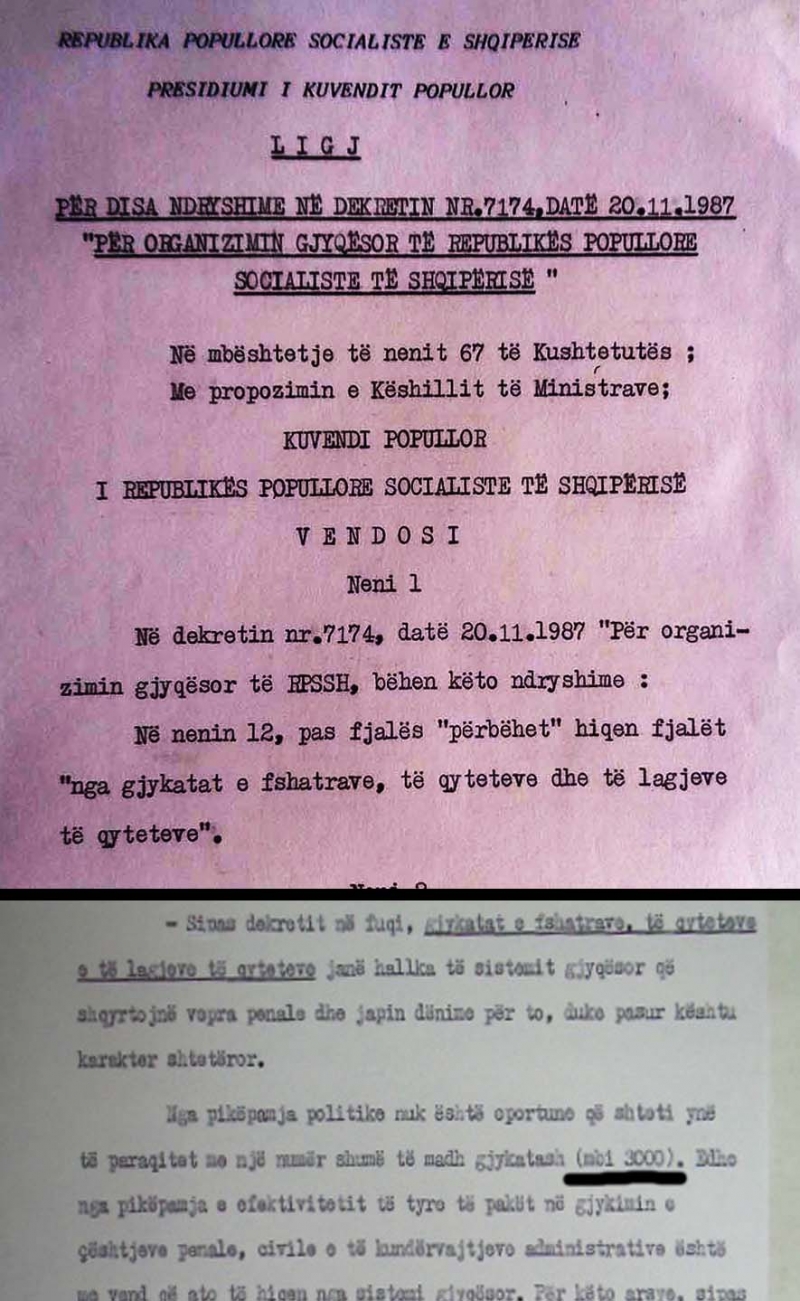 REPUBLIKA POPULLORE SOCIALISTE E SHQIPERISE
PRESIDIUMI I KUVENDIT POPULLOR
L I G J
PËR DISA NDRYSHIME NË DEKRETIN NR.7174,DATË 20.11.1987
"PËR ORGANIZIMIN GJYQËSOR TË REPUBLIKËS POPULLORE
SOCIALISTE TË SHQIPËRISË "
Në mbështetje të nenit 67 të Kushtetutës ;
Me propozimin e Këshillit të Ministrave;
KUVENDI POPULLOR
I REPUBLIKËS POPULLORE SOCIALISTE TË SHQIPËRISË
V E N D O S I
Neni 1
Në dekretin nr.7174, datë 20.11.1987 "Për organi-
zimin gjyqësor të RPSSH, bëhen këto ndryshime :
Në nenin 12, pas fjalës "përbëhet" hiqen fjalët
"nga gjykatat e fshatrave, të qyteteve dhe të lagjeve
të qyteteve".
- Sipas dekretit në fuqi, gjykatat e fshatrave, të qyteteve
e të lagjeve të qyteteve janë hallka të sistemit gjyqësor që
shqyrtojnë vepra penale dhe japin dënime për to, duke pasur kështu
karakter shtetëror.
Nga pikëpamja politike nuk është oportune që shteti ynë
të paraqitet me një numër shumë të madh gjykatash (mbi 3000). Edhe
nga pikëpamja e efektivitetit të tyre të pakët në gjykimin e
çështjeve penale, civile e të kundërvajtjeve administrative është
me vend që ato të hiqen nga sistemi gjyqësor. Për këto arsye, sipas